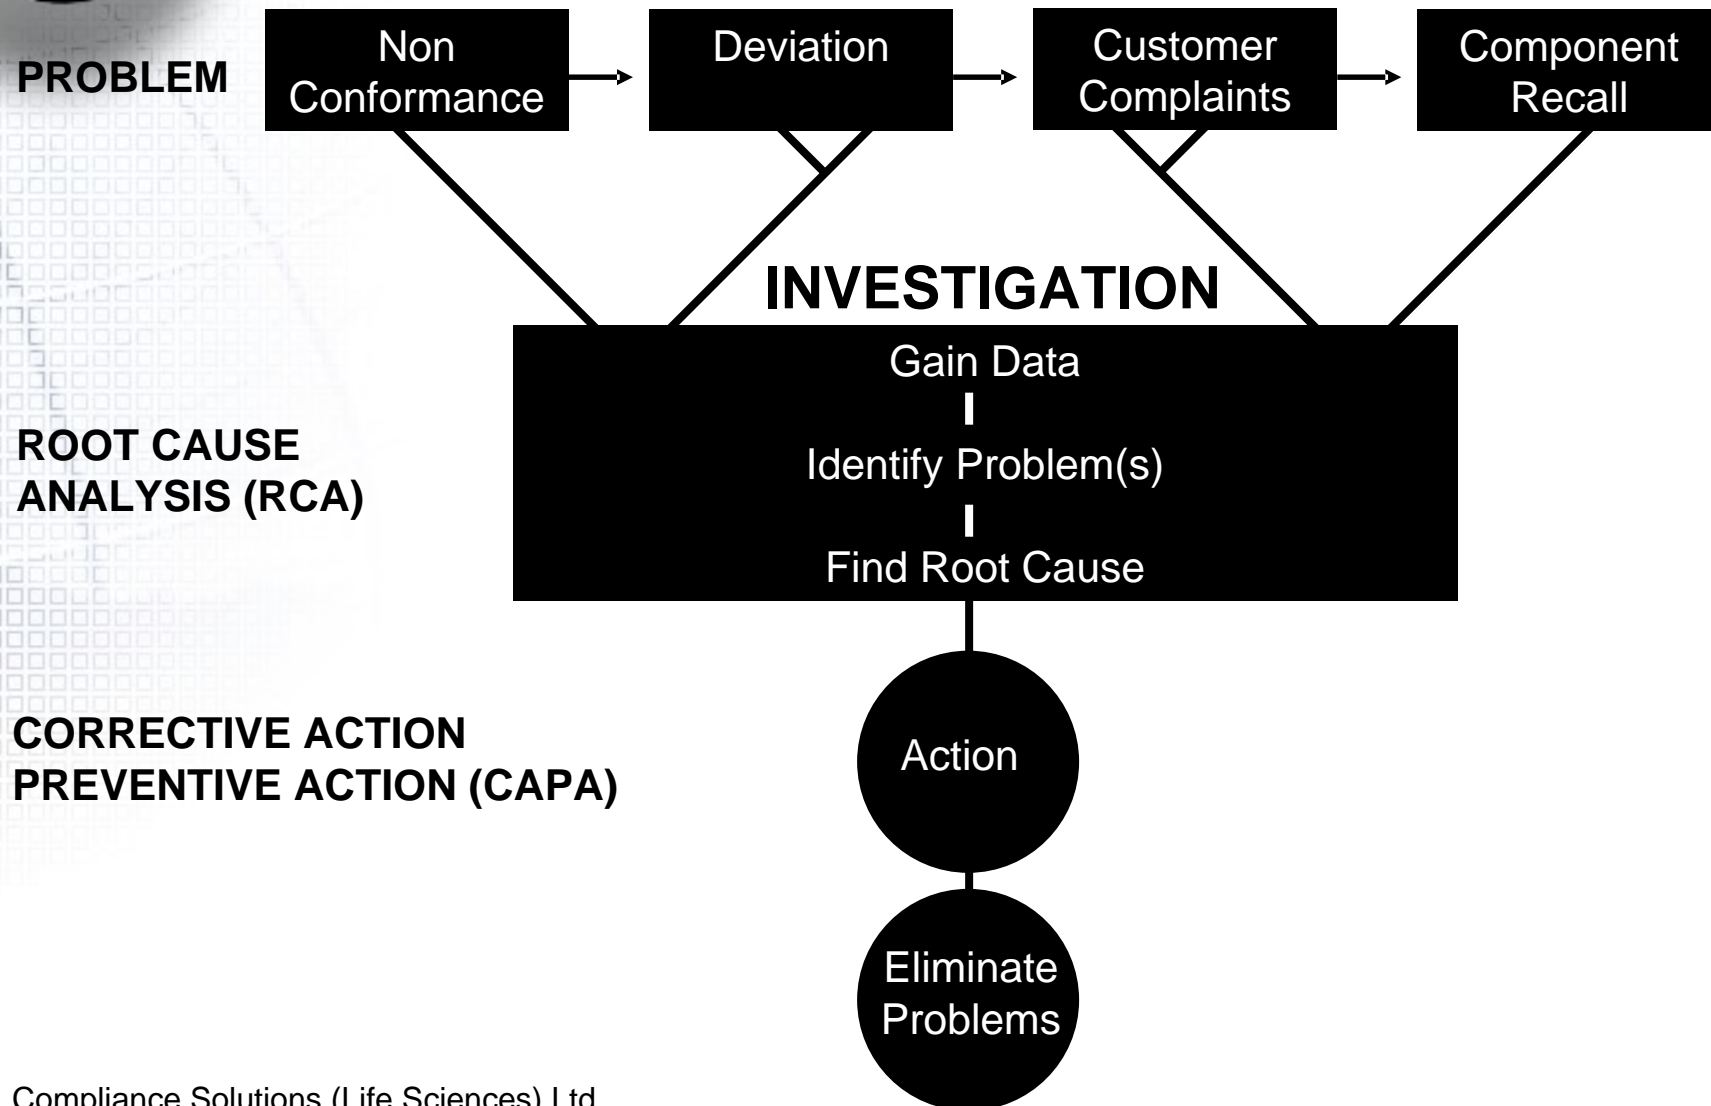 PROBLEM
Non
Conformance
Deviation
Customer
Complaints
Component
Recall
INVESTIGATION
Gain Data
Identify Problem(s)
Find Root Cause
ROOT CAUSE
ANALYSIS (RCA)
CORRECTIVE ACTION
PREVENTIVE ACTION (CAPA)
Action
Eliminate
Problems
Compliance Solutions (Life Sciences) Ltd